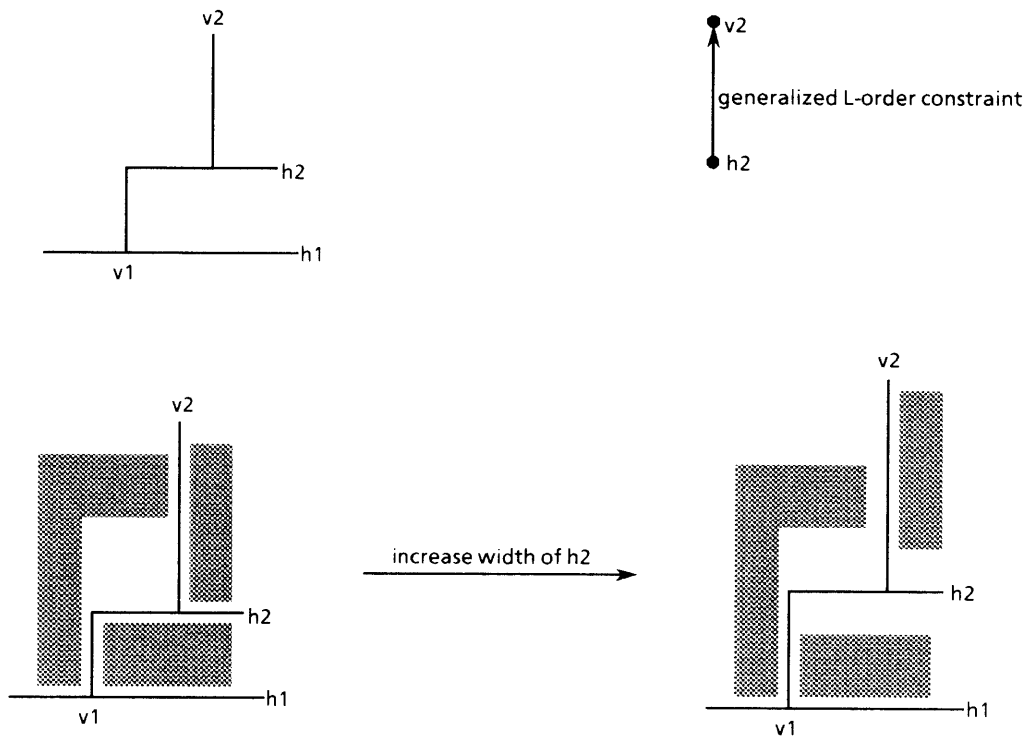 v2
h2
h1
v1
v2
generalized L-order constraint
h2
v2
h2
h1
v1
increase width of h2
v2
h2
h1
v1